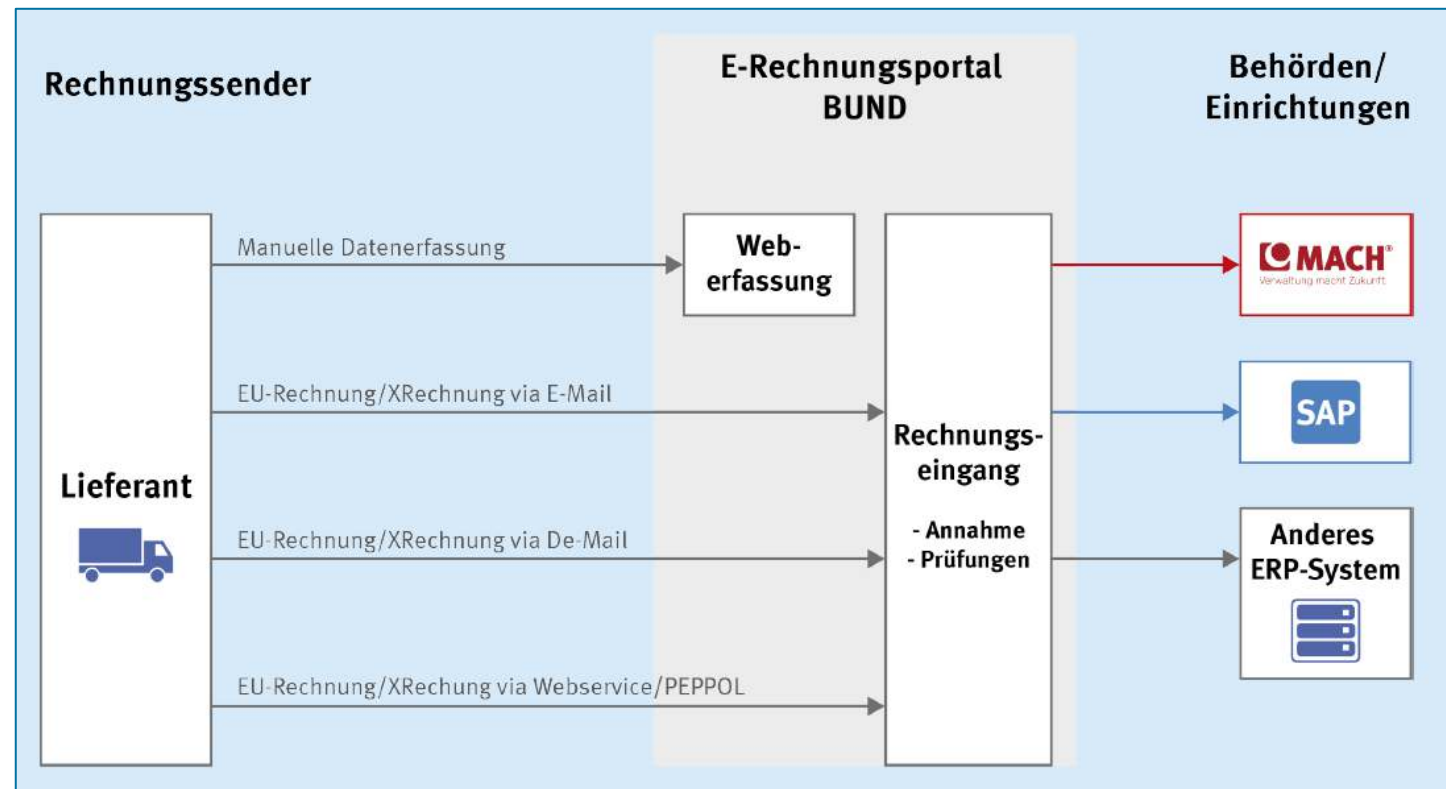 Rechnungssender
E-Rechnungsportal
BUND
Behörden/
Einrichtungen
Manuelle Datenerfassung
Web-
erfassung
MACH®
Verwaltung macht Zukunft
EU-Rechnung/XRechnung via E-Mail
SAP
Rechnungs-
eingang
- Annahme
- Prüfungen
Lieferant
EU-Rechnung/XRechnung via De-Mail
Anderes
ERP-System
EU-Rechnung/XRechung via Webservice/PEPPOL